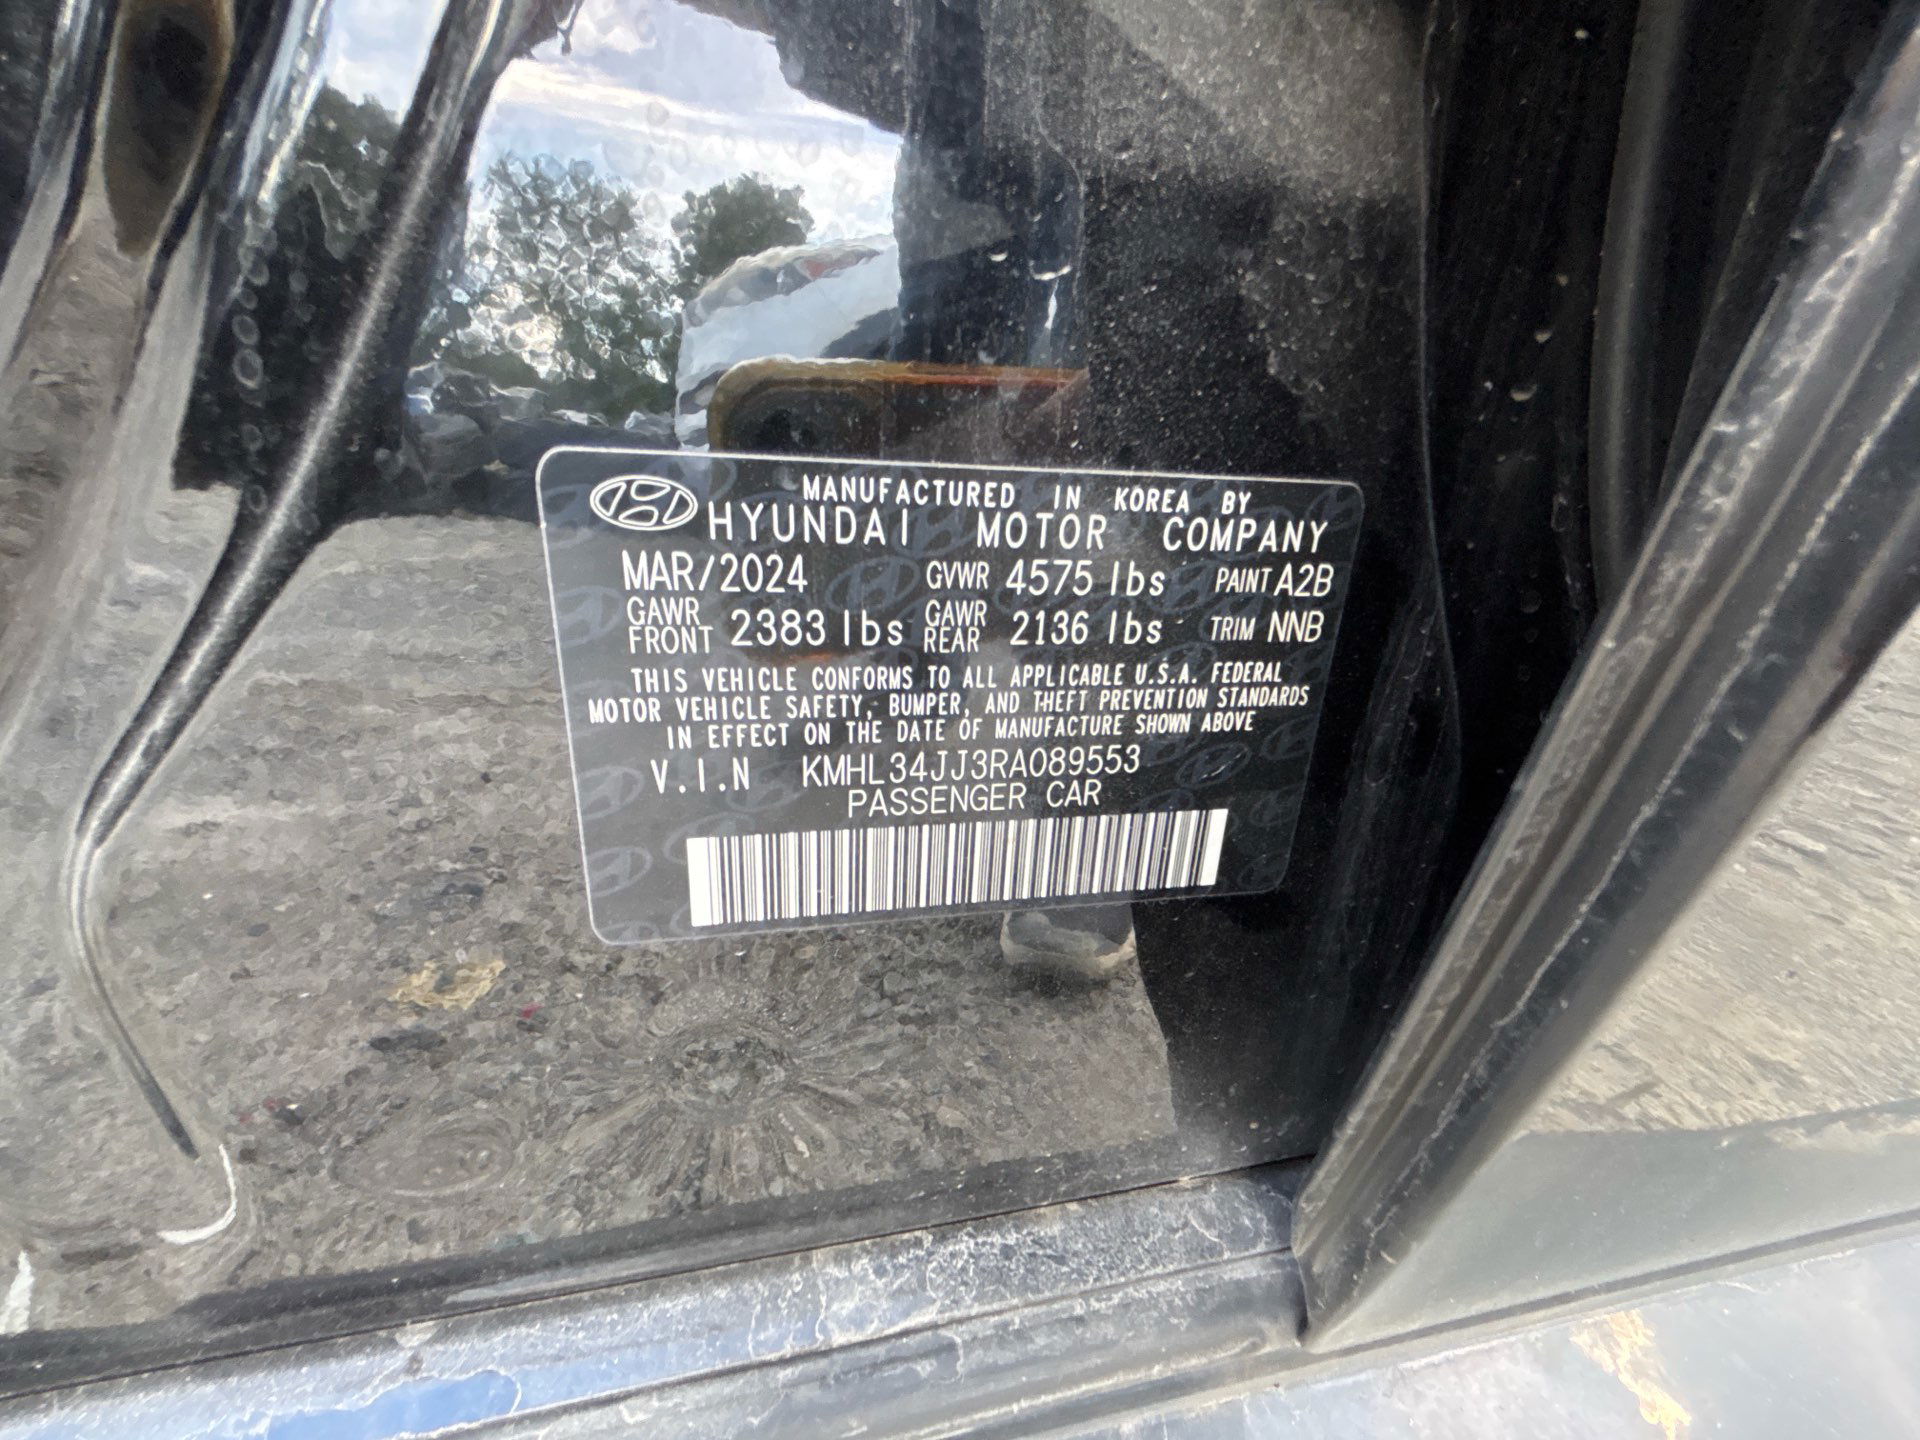 MANUFACTURED IN KOREA BY
HYUNDAI MOTOR COMPANY
MAR/2024 GVWR 4575 lbs PAINT A2B
GAWR FRONT 2383 lbs GAWR REAR 2136 lbs TRIM NNB
THIS VEHICLE CONFORMS TO ALL APPLICABLE U.S.A. FEDERAL
MOTOR VEHICLE SAFETY, BUMPER, AND THEFT PREVENTION STANDARDS
IN EFFECT ON THE DATE OF MANUFACTURE SHOWN ABOVE
V.I.N KMHL34JJ3RA089553
PASSENGER CAR